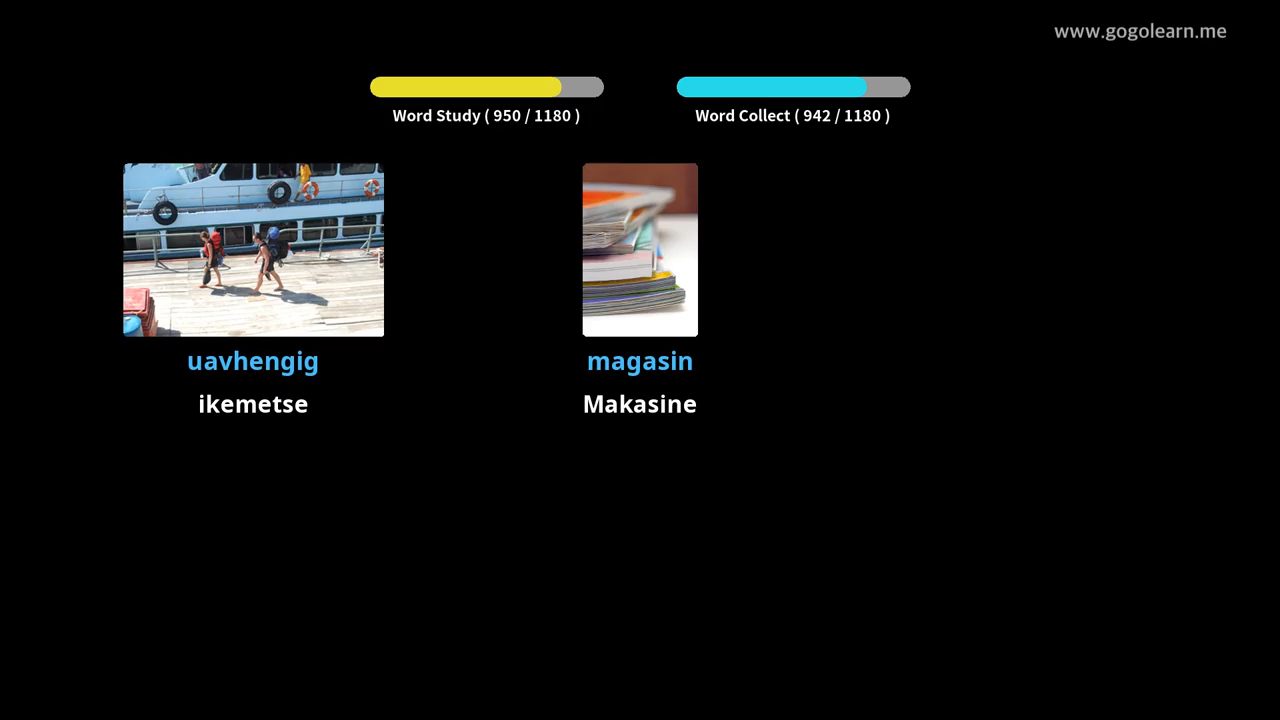 www.gogolearn.me
Word Study ( 950 / 1180 )
Word Collect ( 942 / 1180 )
uavhengig
ikemetse
magasin
Makasine